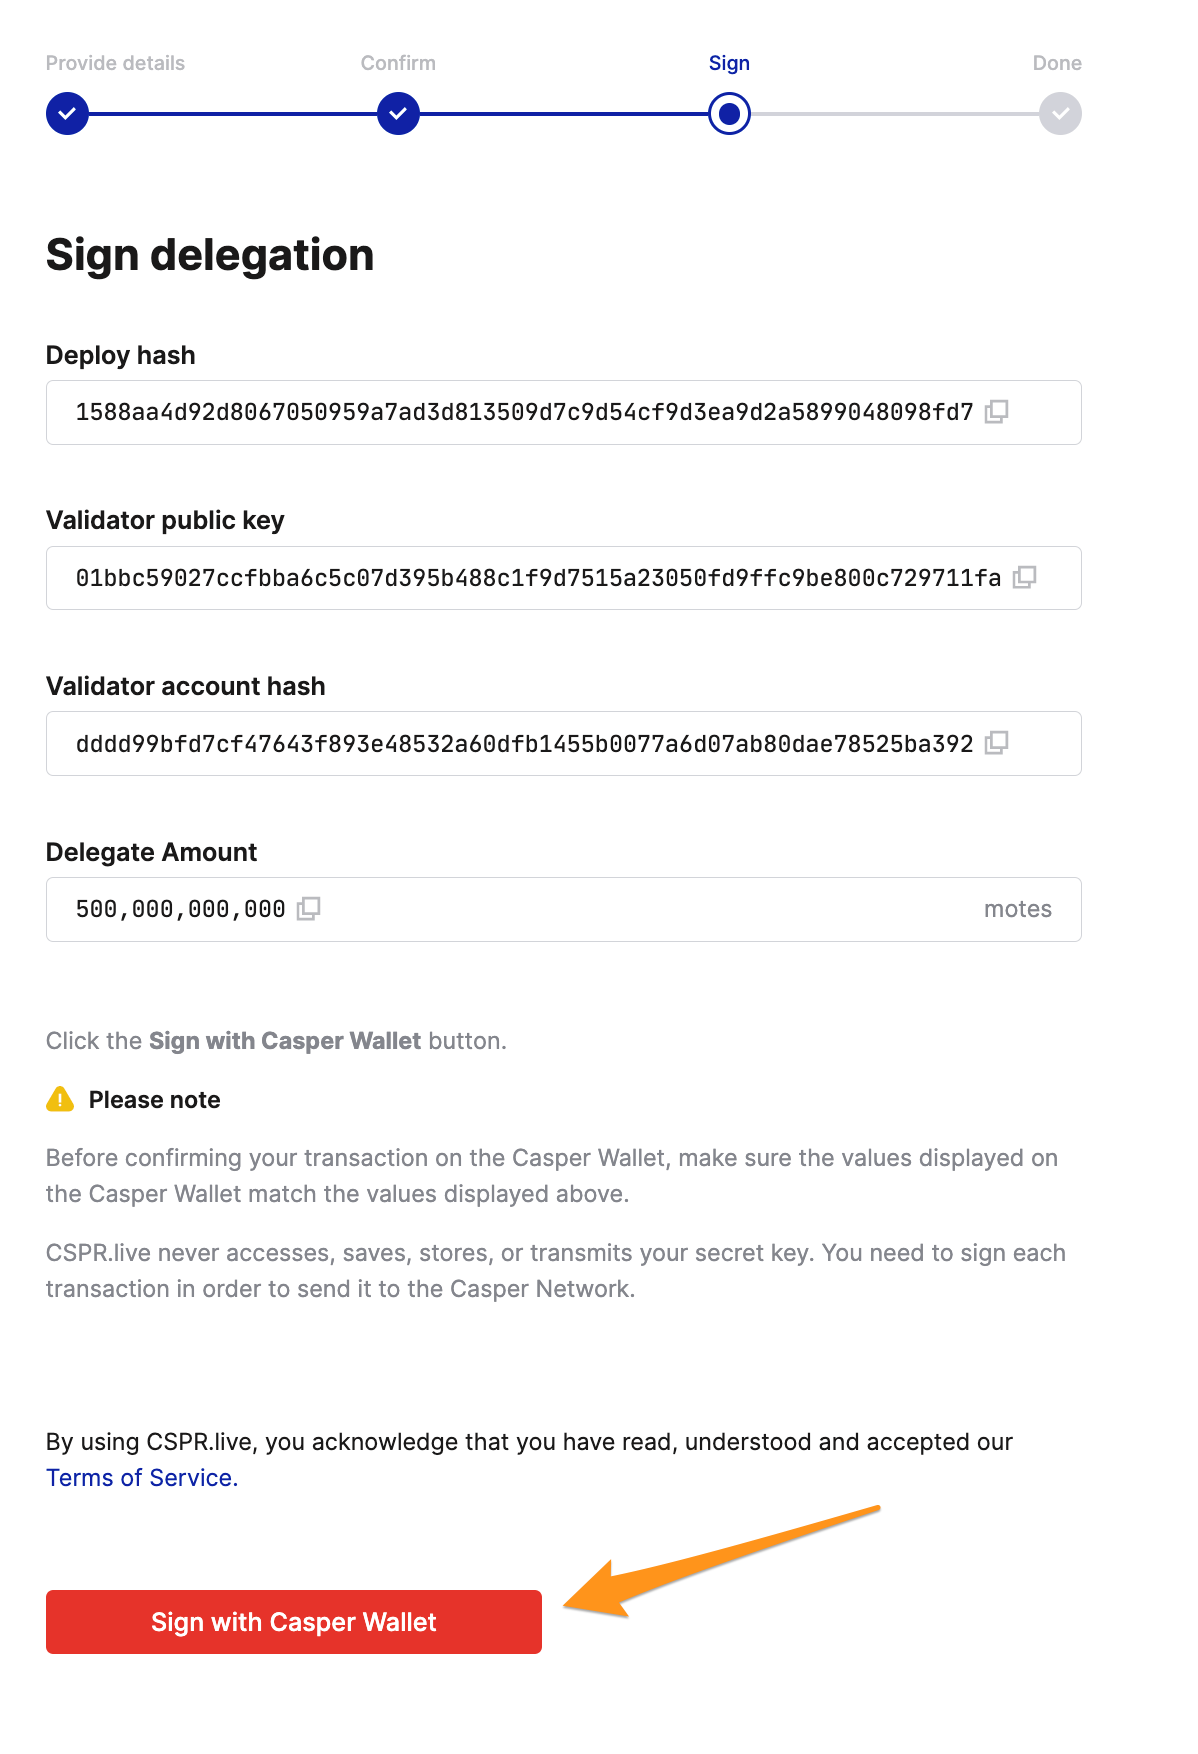 Provide details
Confirm
Sign
Done
Sign delegation
Deploy hash
1588aa4d92d8067050959a7ad3d813509d7c9d54cf9d3ea9d2a5899048098fd7
Validator public key
01bbc59027ccfbba6c5c07d395b488c1f9d7515a23050fd9ffc9be800c729711fa
Validator account hash
dddd99bfd7cf47643f893e48532a60dfb1455b0077a6d07ab80dae78525ba392
Delegate Amount
500,000,000,000 motes
Click the Sign with Casper Wallet button.
Please note
Before confirming your transaction on the Casper Wallet, make sure the values displayed on
the Casper Wallet match the values displayed above.
CSPR.live never accesses, saves, stores, or transmits your secret key. You need to sign each
transaction in order to send it to the Casper Network.
By using CSPR.live, you acknowledge that you have read, understood and accepted our
Terms of Service.
Sign with Casper Wallet